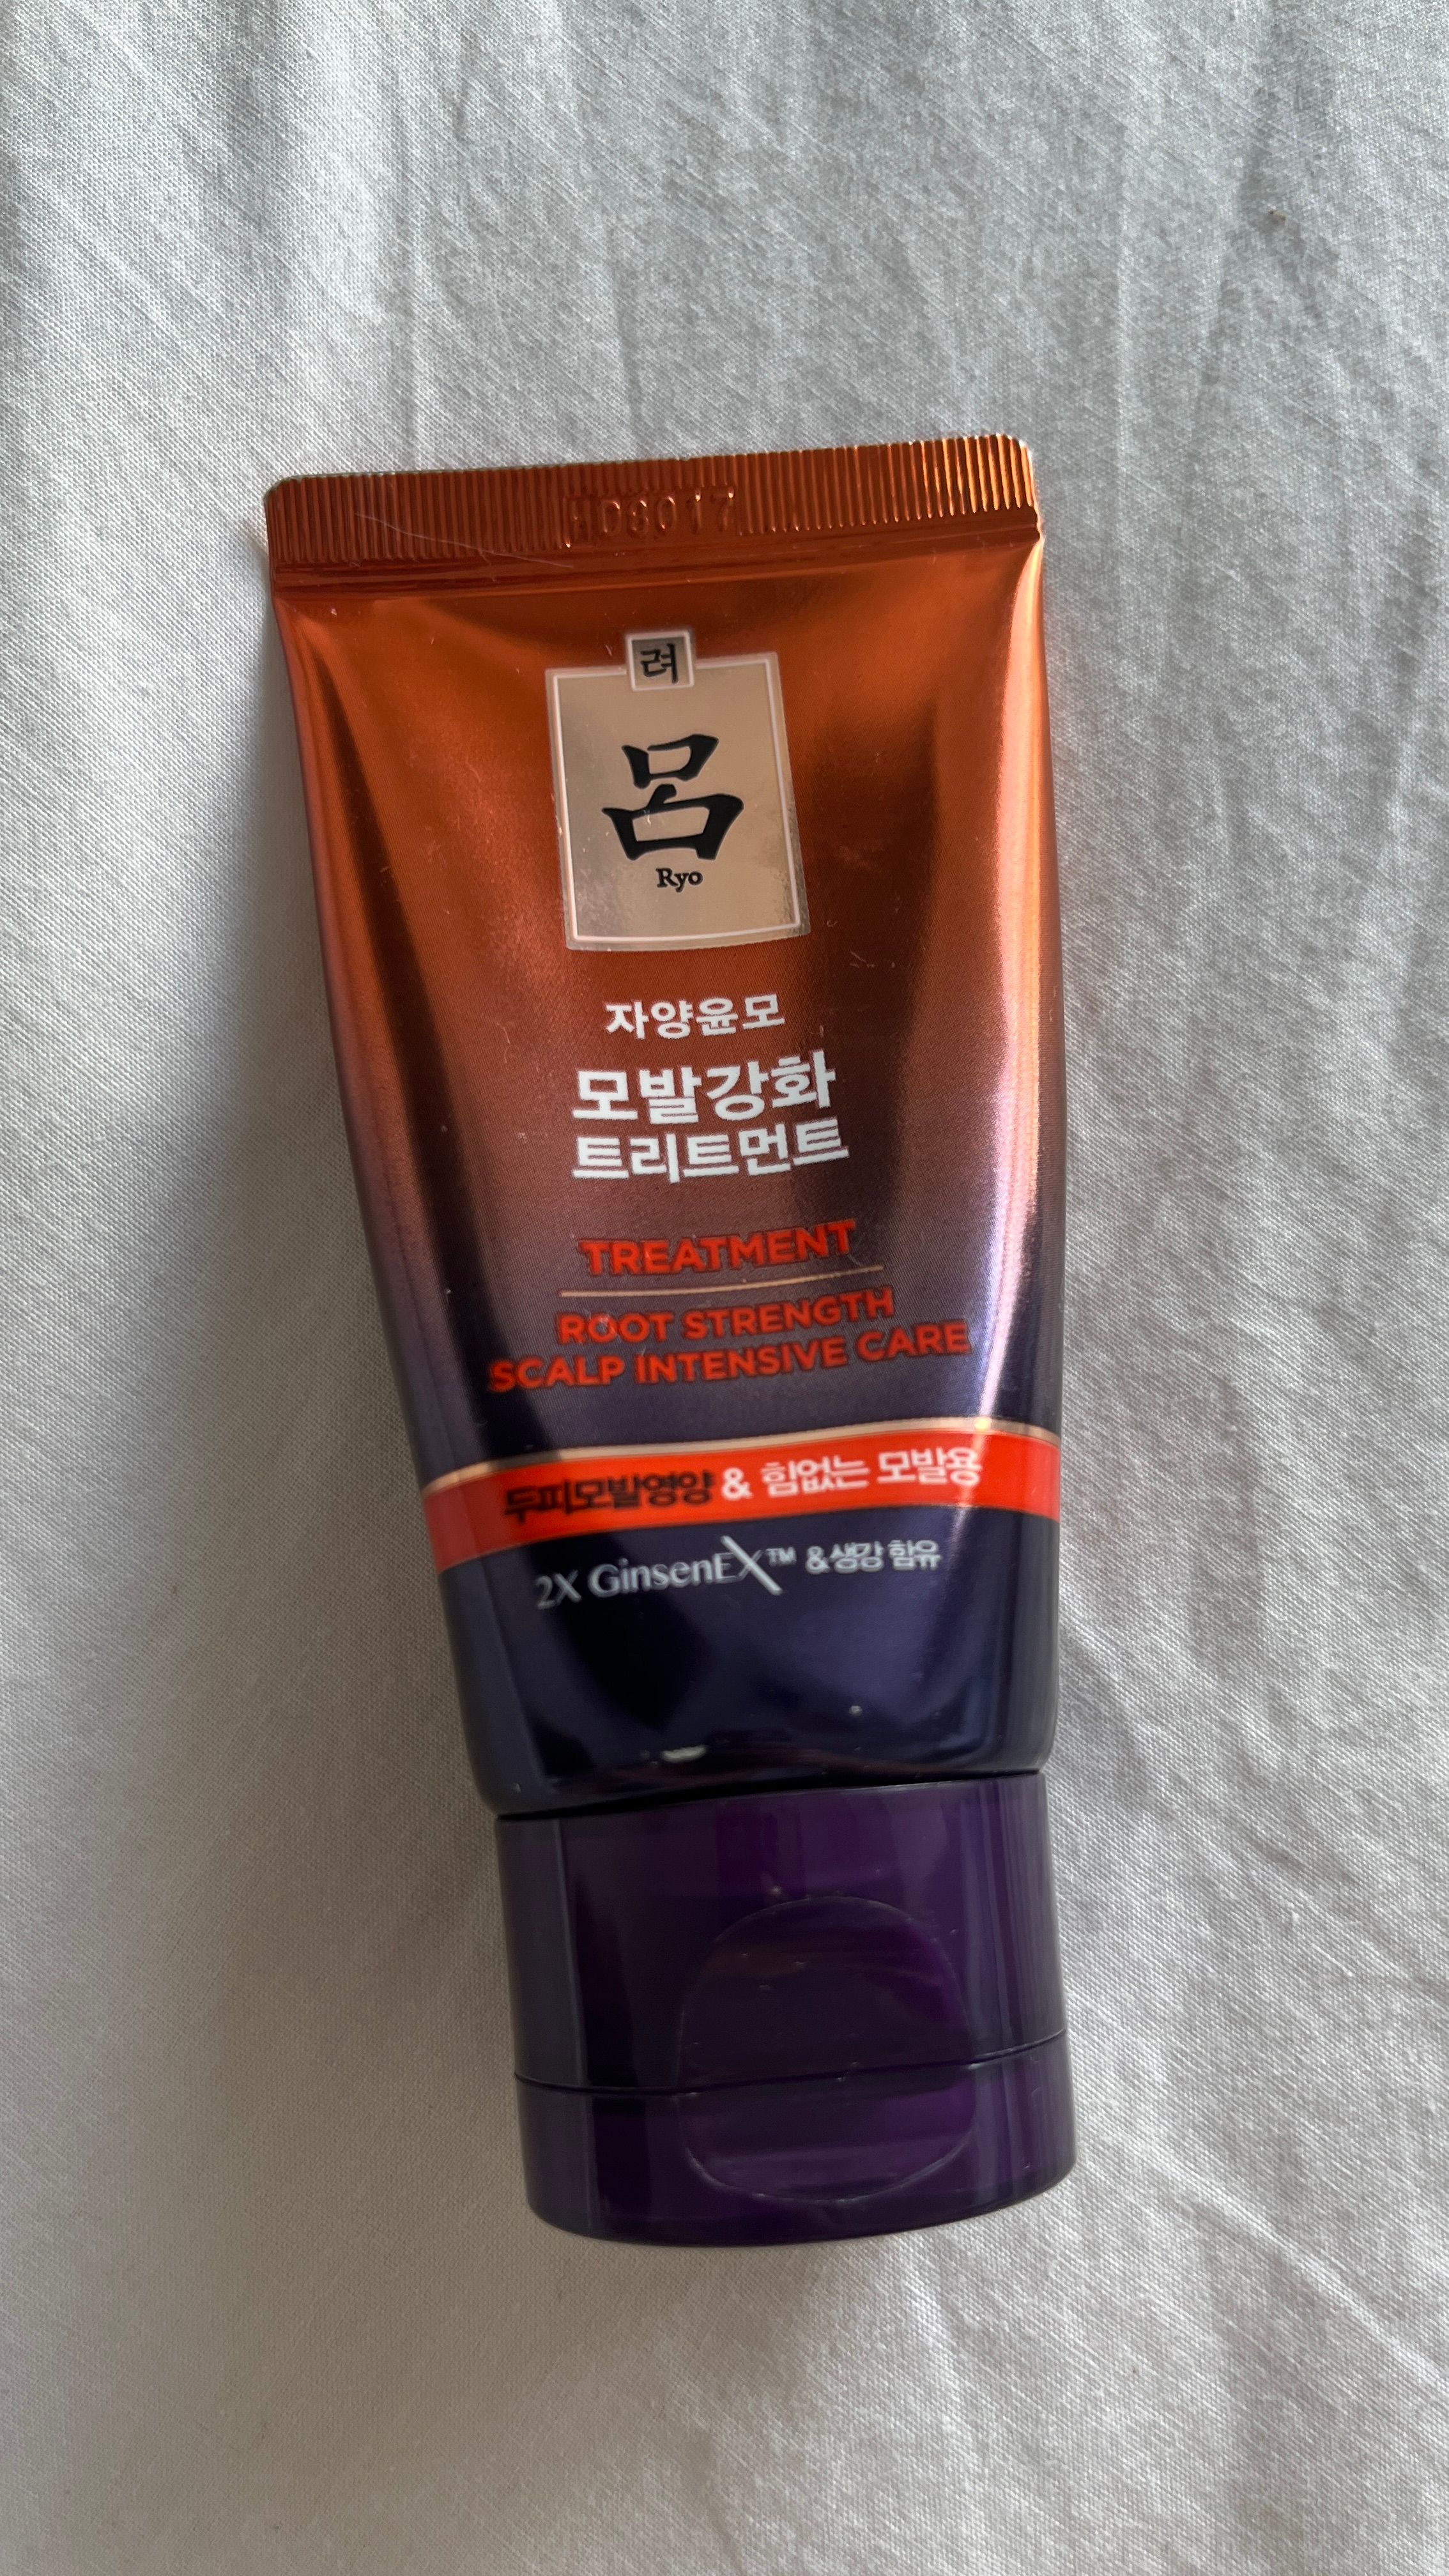 려
呂
Ryo
자양윤모
모발강화
트리트먼트
TREATMENT
ROOT STRENGTH
SCALP INTENSIVE CARE
두피모발영양 & 힘없는 모발용
2X GinsenEX™ & 생강 함유